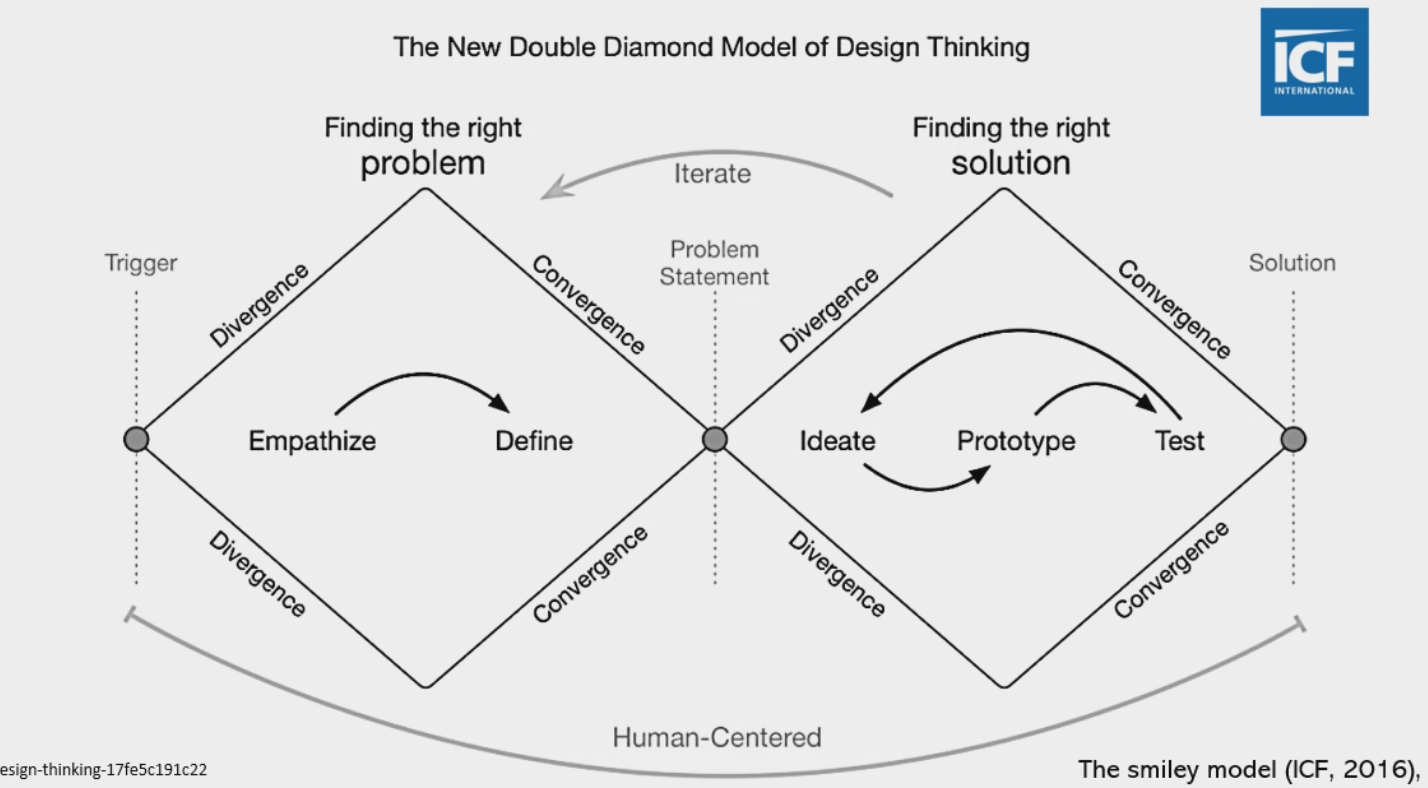 The New Double Diamond Model of Design Thinking
ICF
INTERNATIONAL
Finding the right
problem
Finding the right
solution
Iterate
Trigger
Problem
Statement
Solution
Divergence
Convergence
Divergence
Convergence
Empathize
Define
Ideate
Prototype
Test
Divergence
Convergence
Divergence
Convergence
Human-Centered
esign-thinking-17fe5c191c22
The smiley model (ICF, 2016),